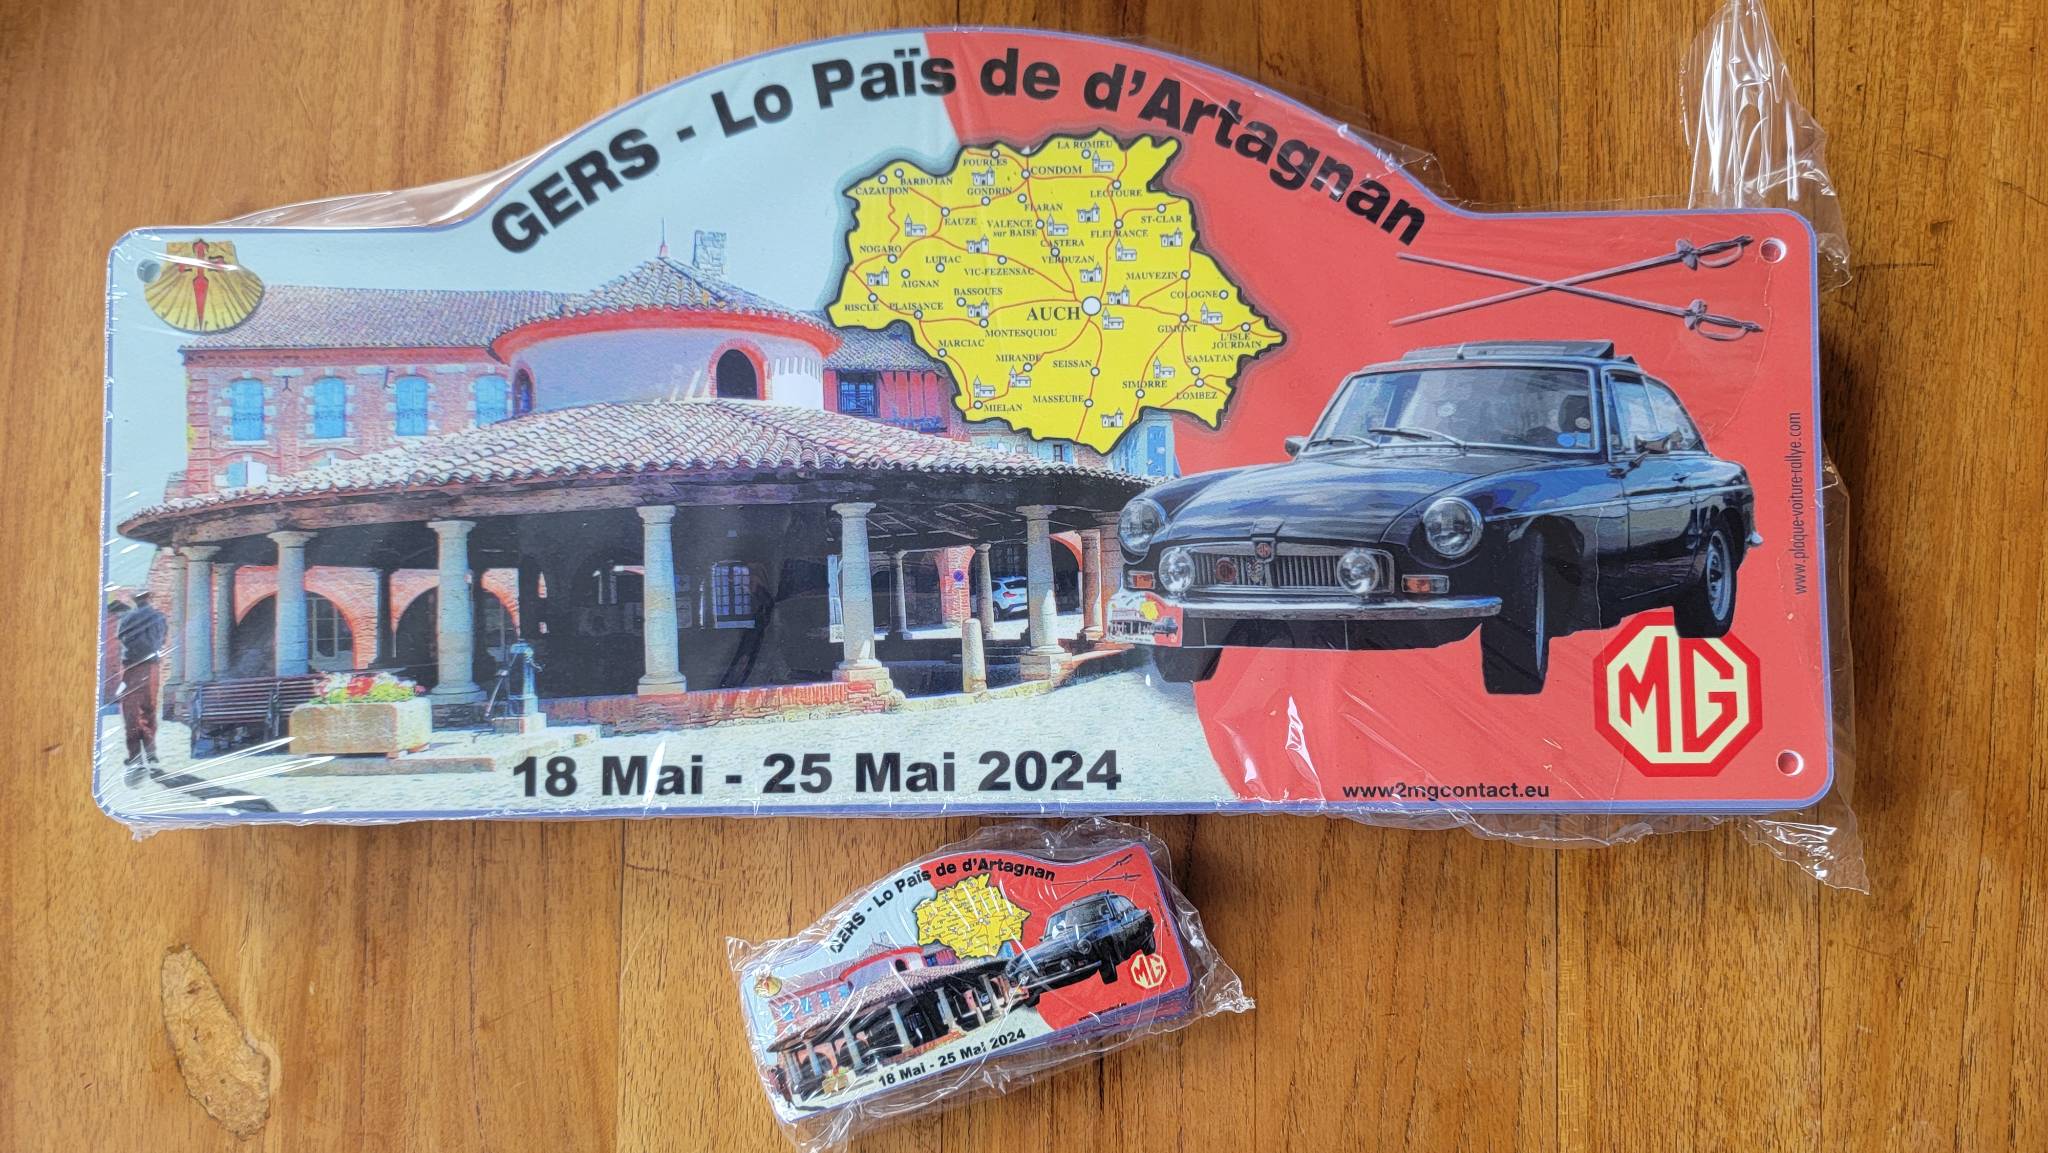 GERS - Lo Païs de d'Artagnan
LA ROMIEU
FOURCES
CONDOM
BARBOTAN
CAZAUBON
GONDRIN
LECTOURE
FLARAN
EAUZE
VALENCE
sur BAISE
ST-CLAR
FLEURANCE
CASTERA
VERDUZAN
NOGARO
LUPIAC
VIC-FEZENSAC
MAUVEZIN
AIGNAN
BASSOUES
COLOGNE
RISCLE
PLAISANCE
AUCH
MONTESQUIOU
GIMONT
L'ISLE
JOURDAIN
MARCIAC
MIRANDE
SEISSAN
SAMATAN
SIMORRE
LOMBEZ
MASSEUBE
MIELAN
www.plaque-voiture-rallye.com
MG
18 Mai - 25 Mai 2024
www.2mgcontact.eu
GERS - Lo Païs de d'Artagnan
MG
18 Mai - 25 Mai 2024